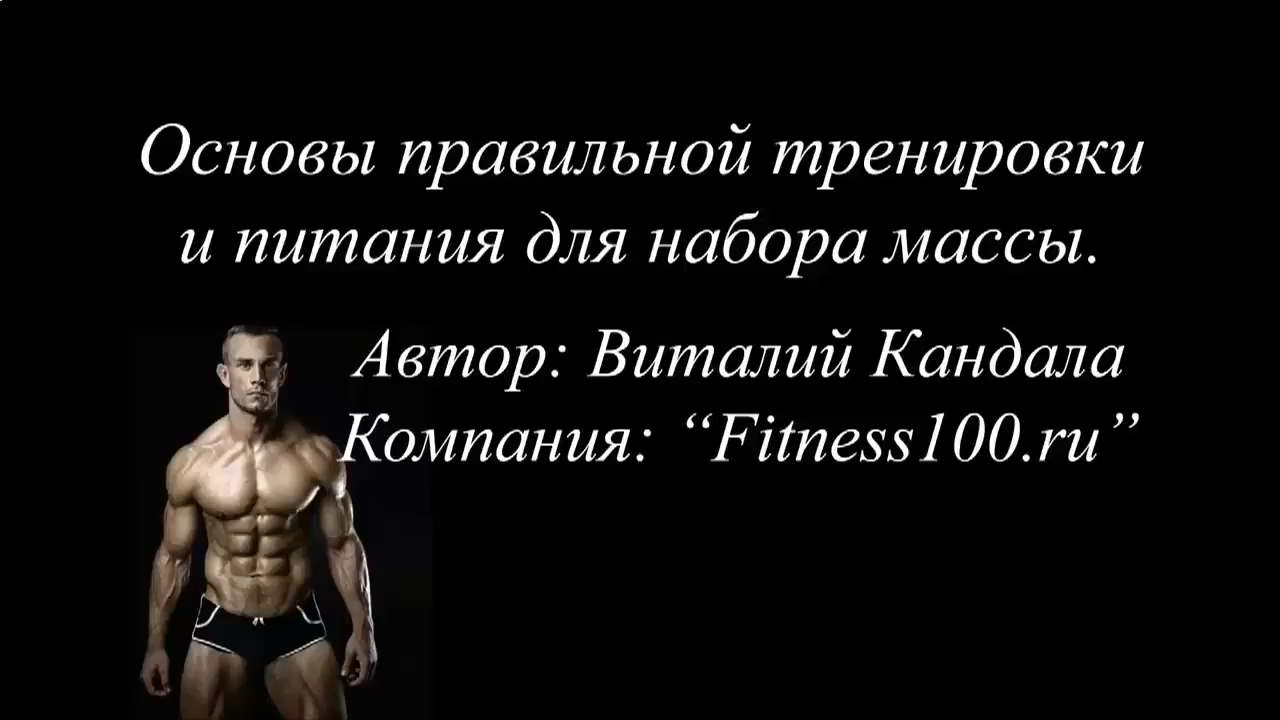 Основы правильной тренировки
и питания для набора массы.
Автор: Виталий Кандала
Компания: “Fitness100.ru”